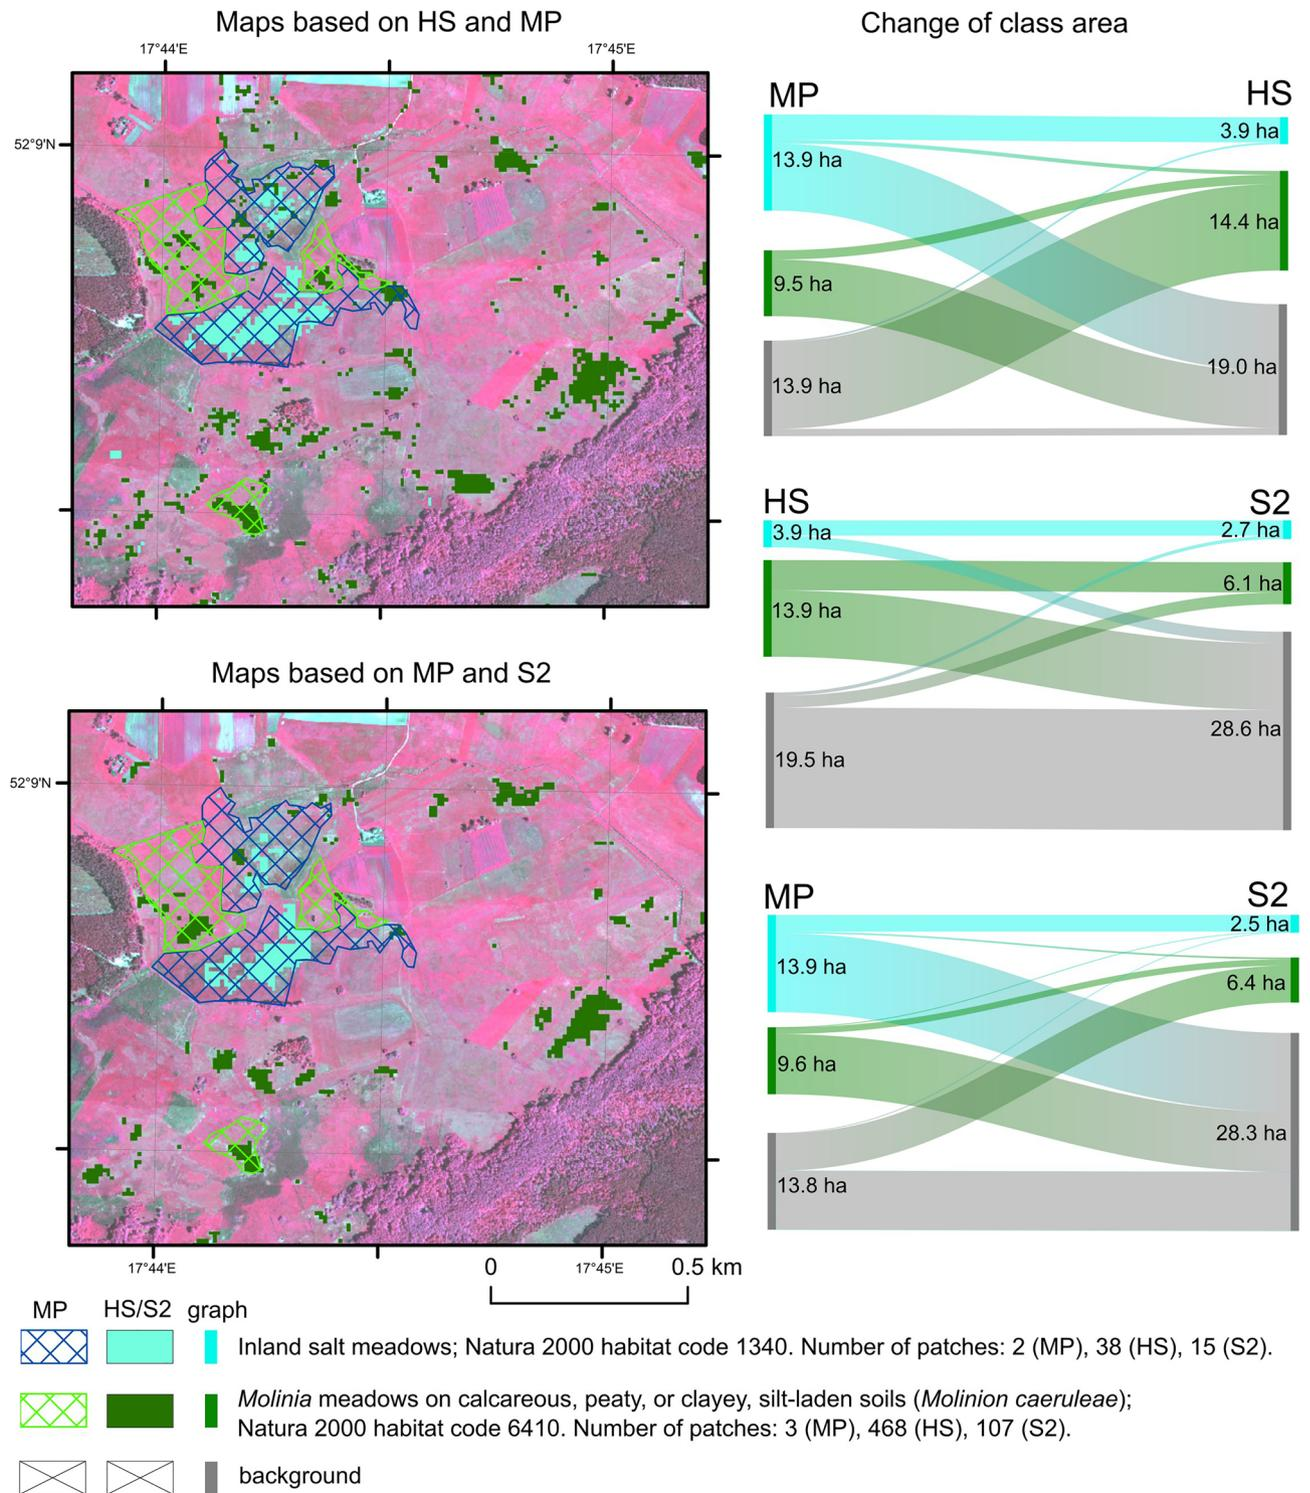 Maps based on HS and MP
17°44'E
17°45'E
52°9'N
Change of class area
MP
HS
13.9 ha
9.5 ha
13.9 ha
3.9 ha
14.4 ha
19.0 ha
HS
S2
3.9 ha
13.9 ha
19.5 ha
2.7 ha
6.1 ha
28.6 ha
Maps based on MP and S2
52°9'N
17°44'E
17°45'E
0
0.5 km
MP
S2
13.9 ha
9.6 ha
13.8 ha
2.5 ha
6.4 ha
28.3 ha
MP HS/S2 graph
Inland salt meadows; Natura 2000 habitat code 1340. Number of patches: 2 (MP), 38 (HS), 15 (S2).
Molinia meadows on calcareous, peaty, or clayey, silt-laden soils (Molinion caeruleae);
Natura 2000 habitat code 6410. Number of patches: 3 (MP), 468 (HS), 107 (S2).
background